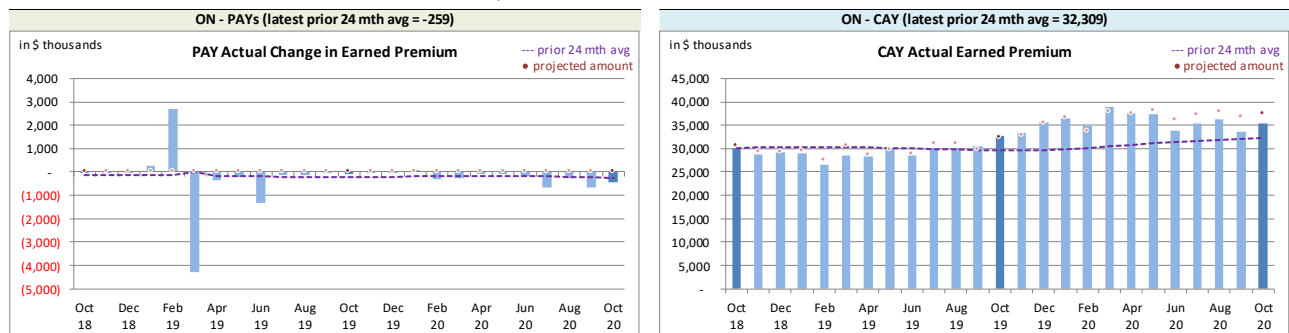 ON - PAYs (latest prior 24 mth avg = -259)
in $ thousands
PAY Actual Change in Earned Premium
--- prior 24 mth avg
• projected amount
4,000
3,000
2,000
1,000
-
(1,000)
(2,000)
(3,000)
(4,000)
(5,000)
Oct Dec Feb Apr Jun Aug Oct Dec Feb Apr Jun Aug Oct
18 18 19 19 19 19 19 19 20 20 20 20 20
ON - CAY (latest prior 24 mth avg = 32,309)
in $ thousands
CAY Actual Earned Premium
--- prior 24 mth avg
• projected amount
45,000
40,000
35,000
30,000
25,000
20,000
15,000
10,000
5,000
-
Oct Dec Feb Apr Jun Aug Oct Dec Feb Apr Jun Aug Oct
18 18 19 19 19 19 19 19 20 20 20 20 20